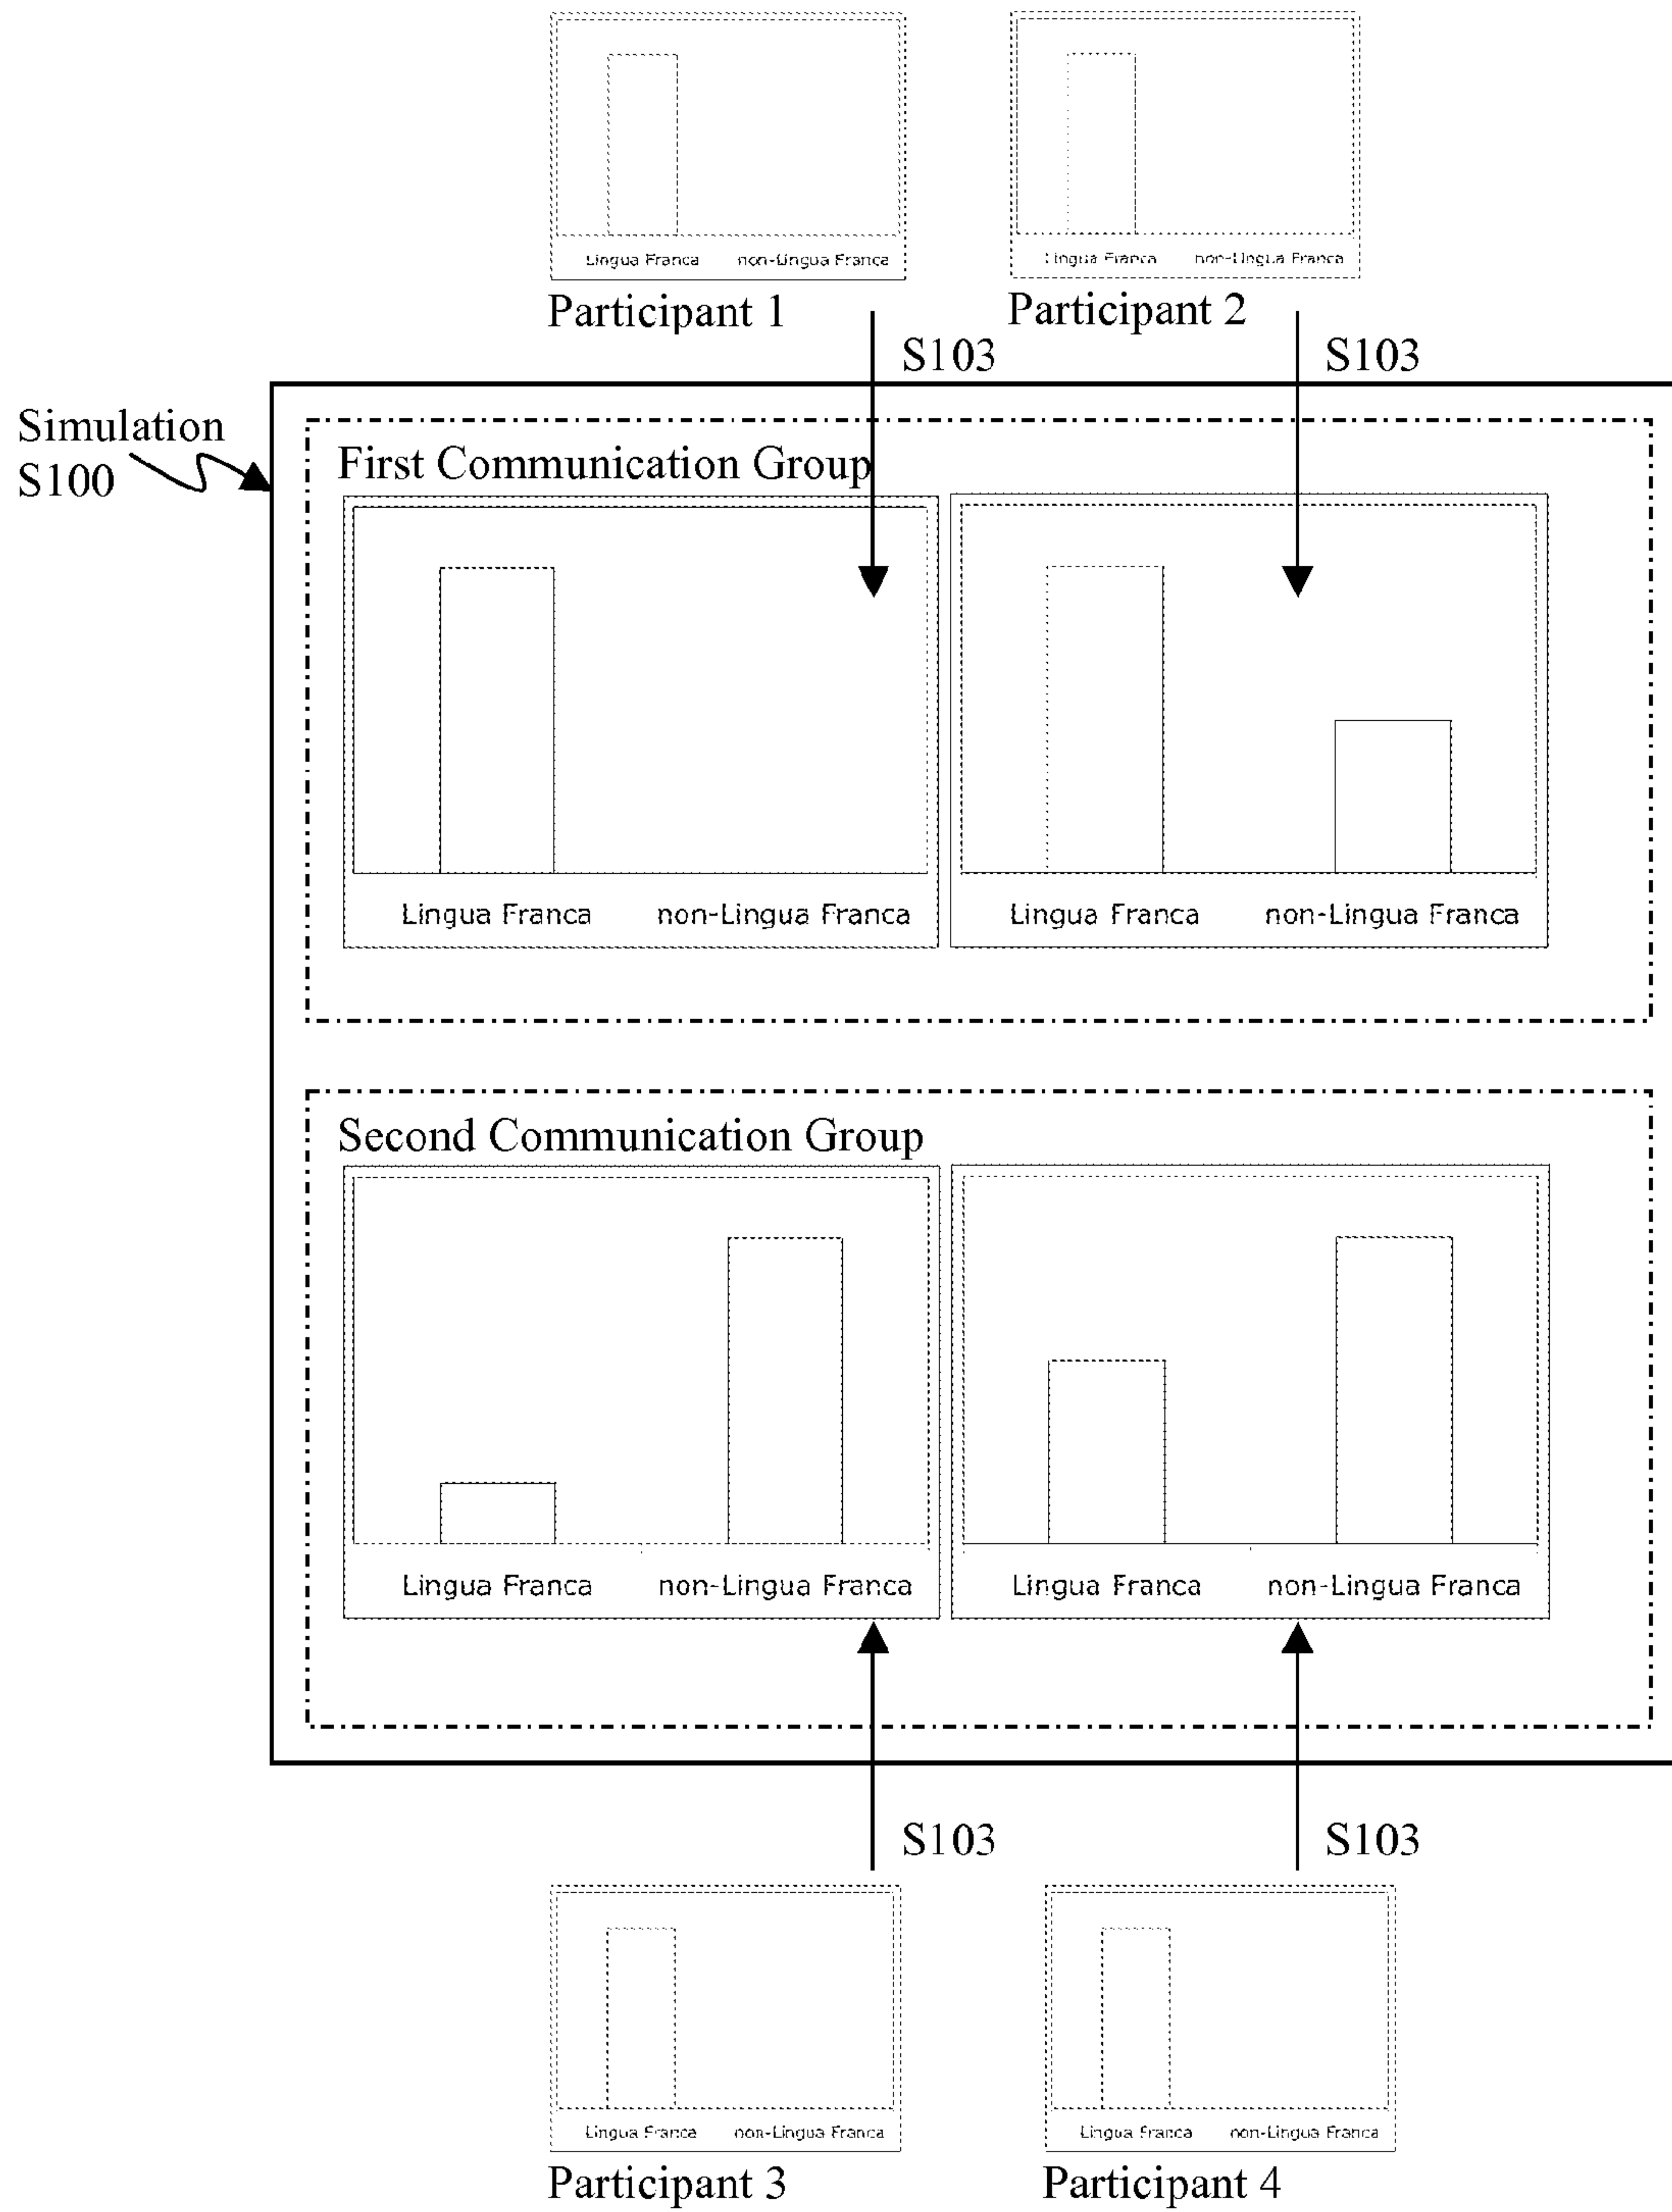 Lingua Franca non-Lingua Franca
Lingua Franca non-Lingua Franca
Participant 1
Participant 2
S103
S103
Simulation
S100
First Communication Group
Lingua Franca non-Lingua Franca
Lingua Franca non-Lingua Franca
Second Communication Group
Lingua Franca non-Lingua Franca
Lingua Franca non-Lingua Franca
S103
S103
Lingua Franca non-Lingua Franca
Lingua Franca non-Lingua Franca
Participant 3
Participant 4